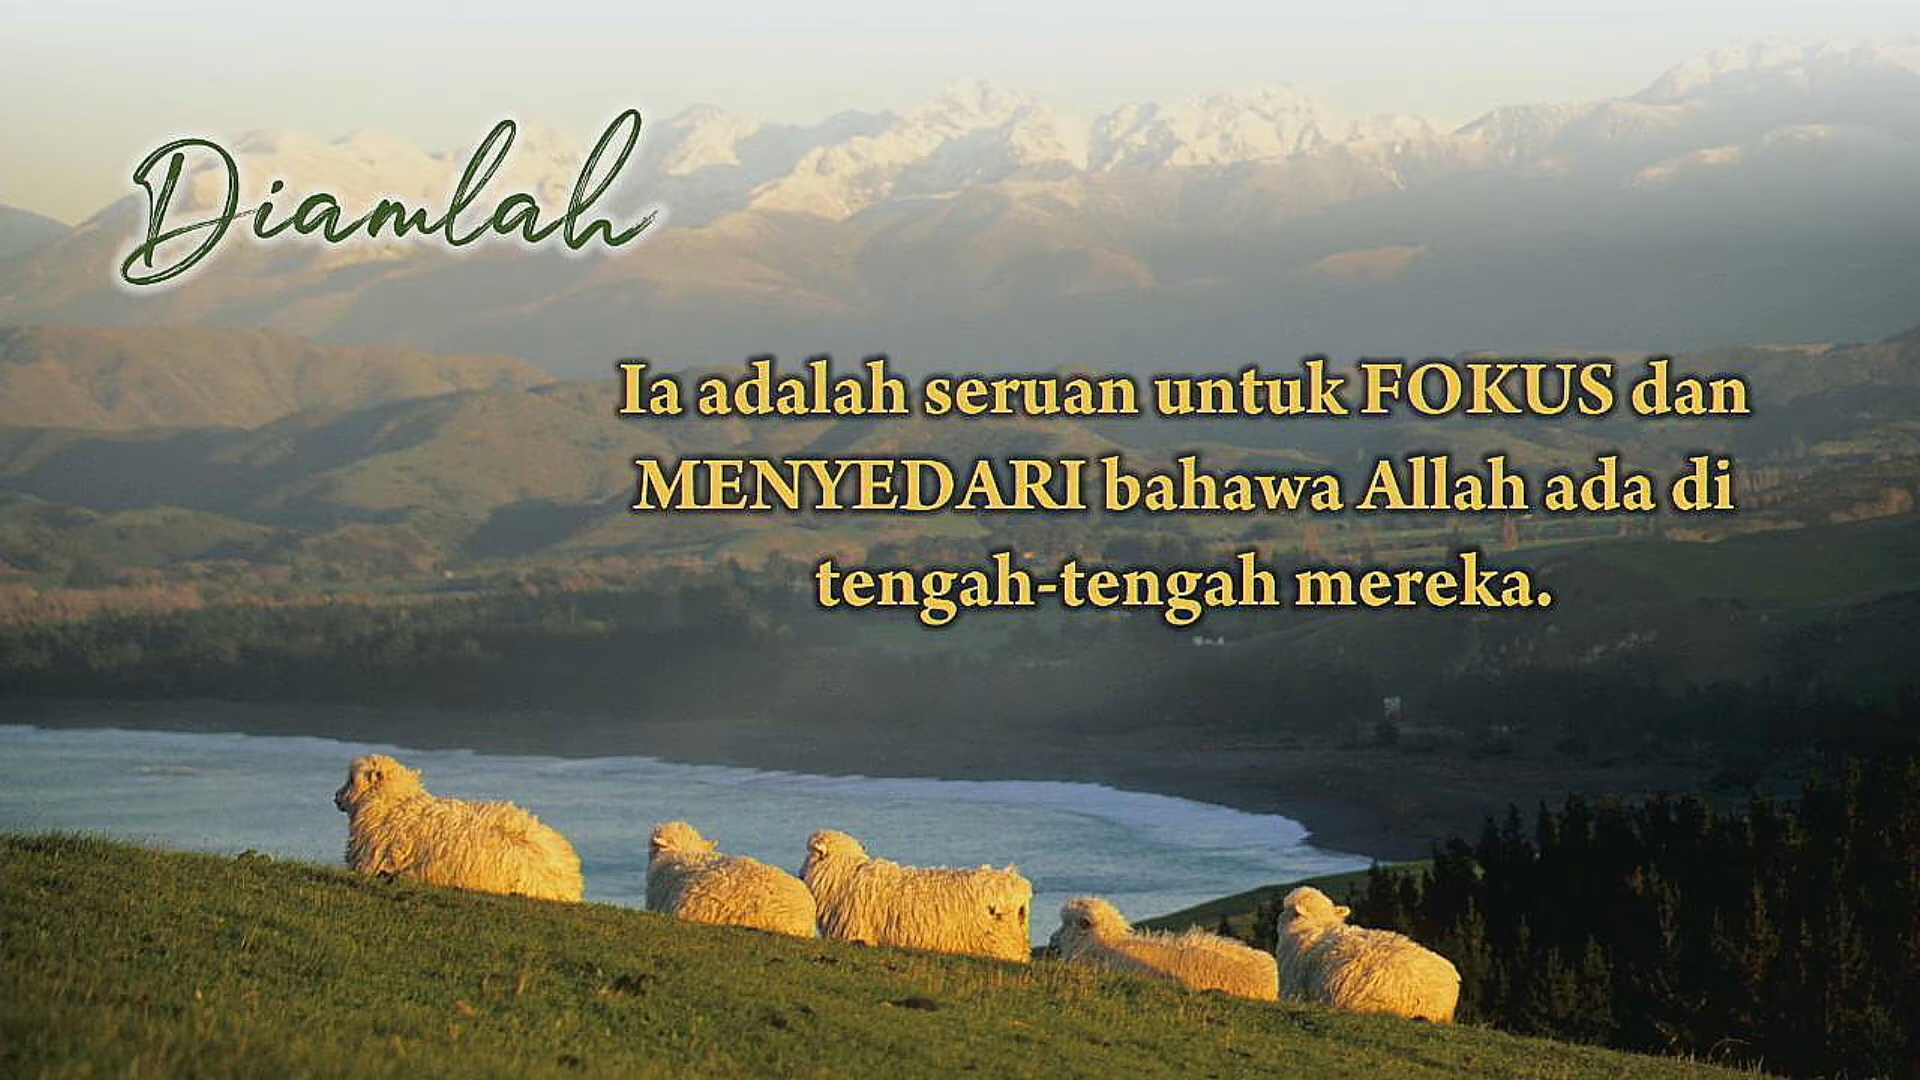 Diamlah
Ia adalah seruan untuk FOKUS dan
MENYEDARI bahawa Allah ada di
tengah-tengah mereka.